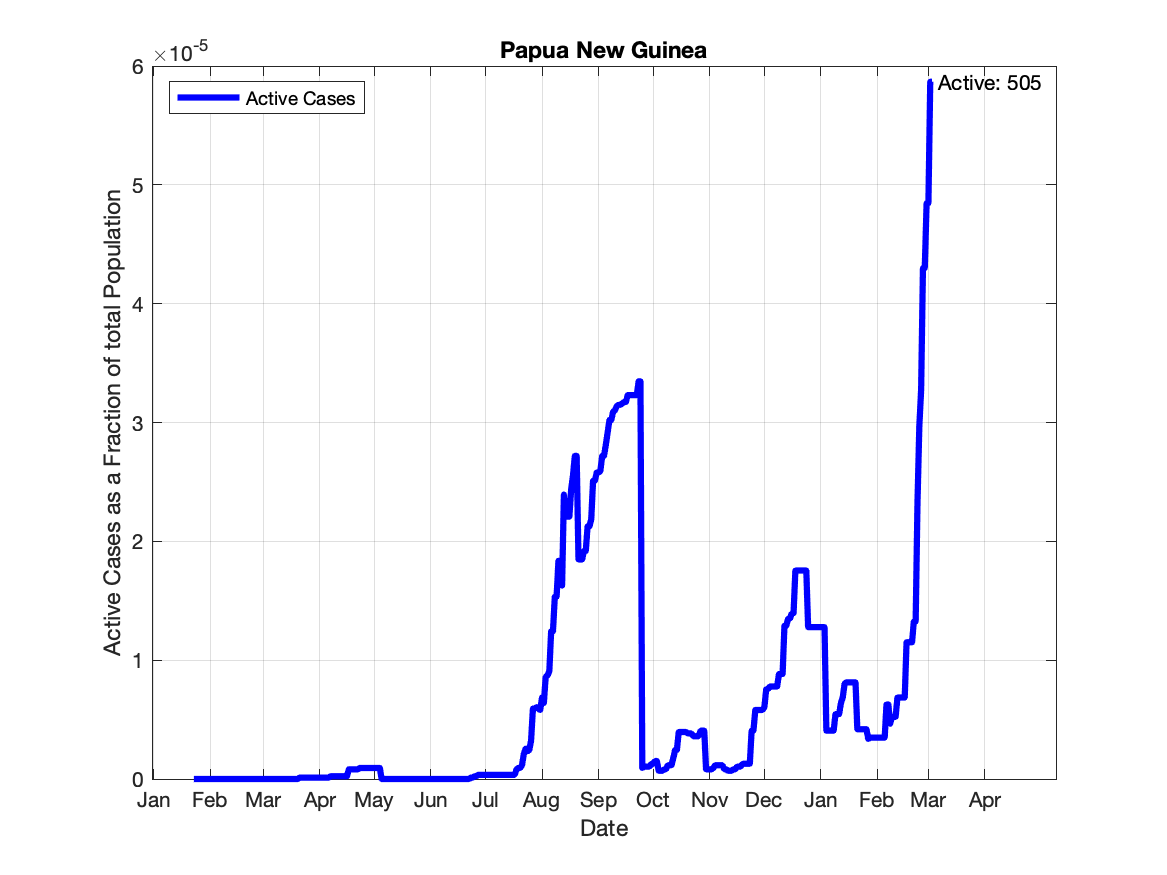 Papua New Guinea
×10-5
Active Cases
Active: 505
6
5
4
3
2
1
0
Active Cases as a Fraction of total Population
Jan Feb Mar Apr May Jun Jul Aug Sep Oct Nov Dec Jan Feb Mar Apr
Date